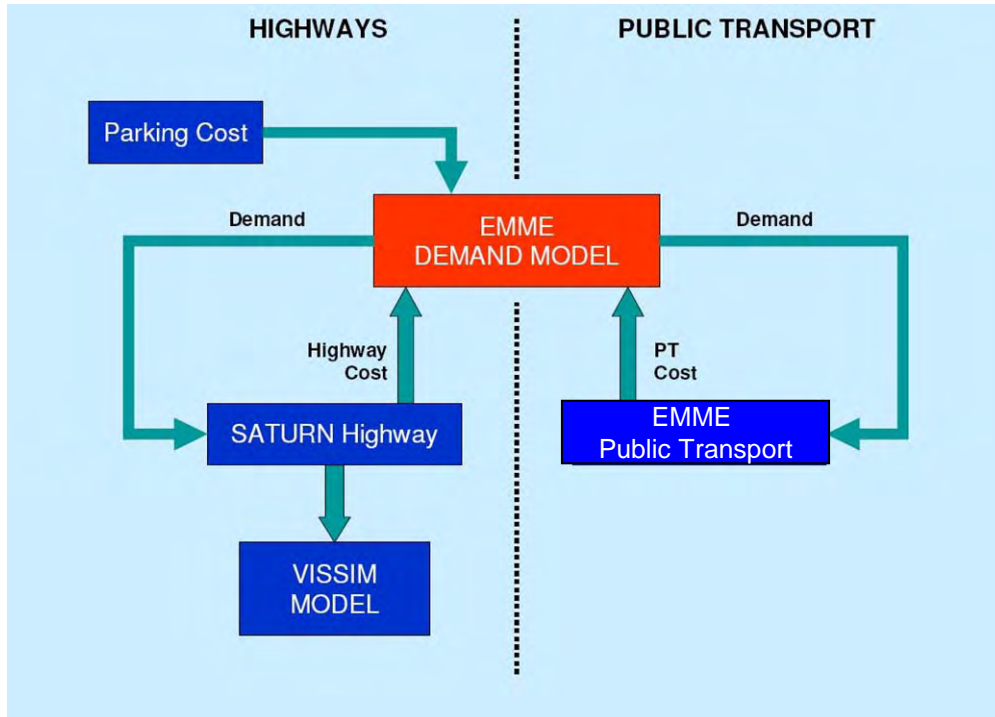 HIGHWAYS
PUBLIC TRANSPORT
Parking Cost
Demand
EMME
DEMAND MODEL
Demand
Highway
Cost
PT
Cost
SATURN Highway
EMME
Public Transport
VISSIM
MODEL